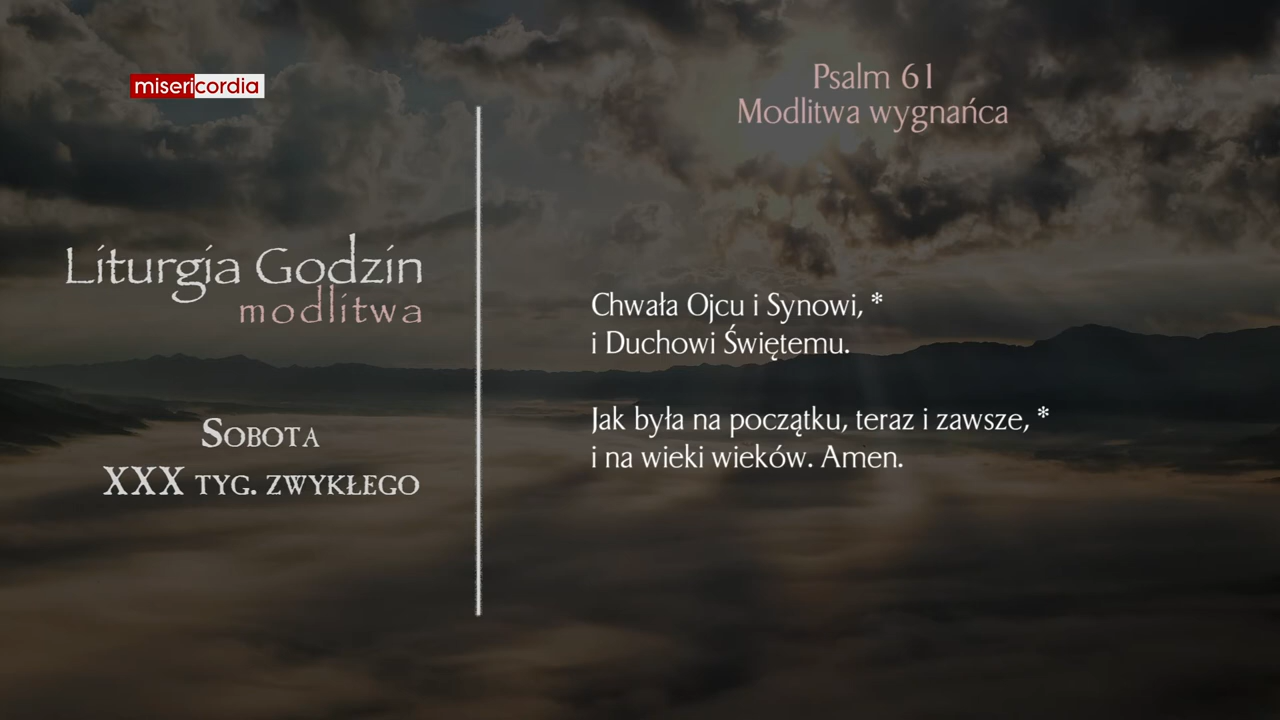 misericordia
Liturgia Godzin
modlitwa
Sobota
XXX tyg. zwykłego
Psalm 61
Modlitwa wygnańca
Chwała Ojcu i Synowi, *
i Duchowi Świętemu.
Jak była na początku, teraz i zawsze, *
i na wieki wieków. Amen.